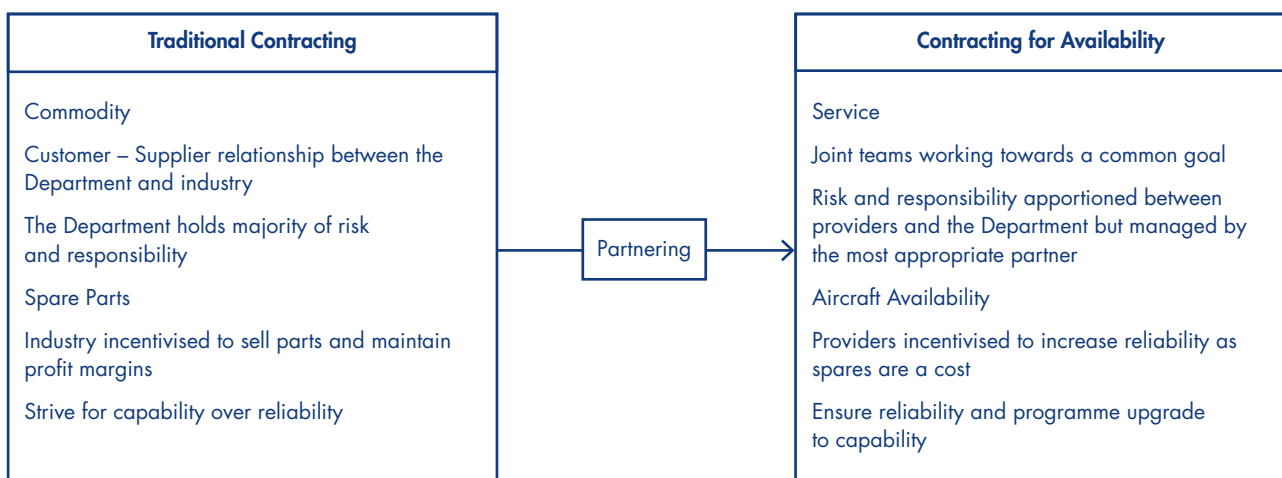 Traditional Contracting
Commodity
Customer – Supplier relationship between the
Department and industry
The Department holds majority of risk
and responsibility
Spare Parts
Industry incentivised to sell parts and maintain
profit margins
Strive for capability over reliability
Partnering
Contracting for Availability
Service
Joint teams working towards a common goal
Risk and responsibility apportioned between
providers and the Department but managed by
the most appropriate partner
Aircraft Availability
Providers incentivised to increase reliability as
spares are a cost
Ensure reliability and programme upgrade
to capability